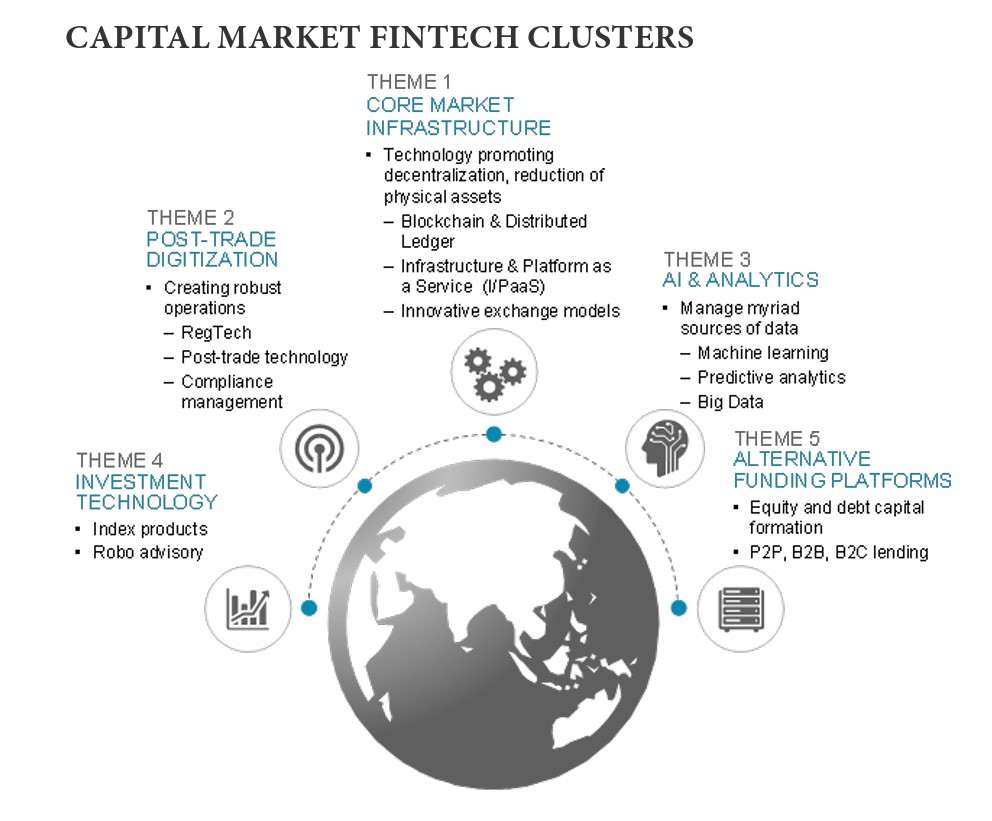 CAPITAL MARKET FINTECH CLUSTERS
THEME 1
CORE MARKET
INFRASTRUCTURE
▪ Technology promoting
decentralization, reduction of
physical assets
– Blockchain & Distributed
Ledger
– Infrastructure & Platform as
a Service (I/PaaS)
– Innovative exchange models
THEME 2
POST-TRADE
DIGITIZATION
▪ Creating robust
operations
– RegTech
– Post-trade technology
– Compliance
management
THEME 3
AI & ANALYTICS
▪ Manage myriad
sources of data
– Machine learning
– Predictive analytics
– Big Data
THEME 4
INVESTMENT
TECHNOLOGY
▪ Index products
▪ Robo advisory
THEME 5
ALTERNATIVE
FUNDING PLATFORMS
▪ Equity and debt capital
formation
▪ P2P, B2B, B2C lending